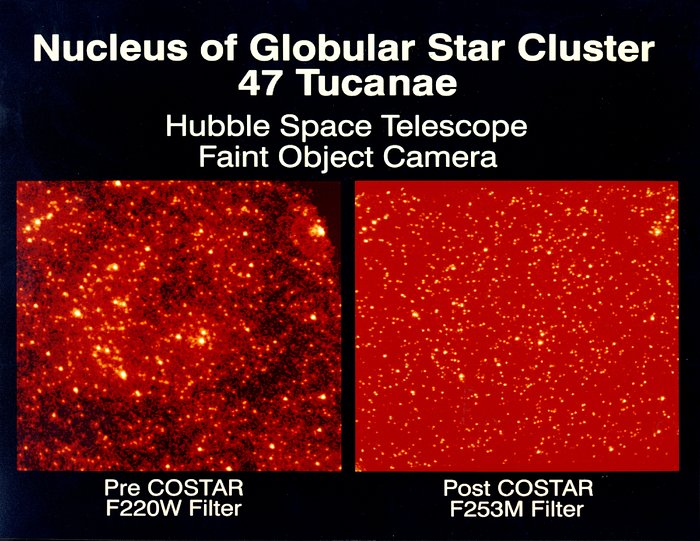 Nucleus of Globular Star Cluster
47 Tucanae
Hubble Space Telescope
Faint Object Camera
Pre COSTAR
F220W Filter
Post COSTAR
F253M Filter